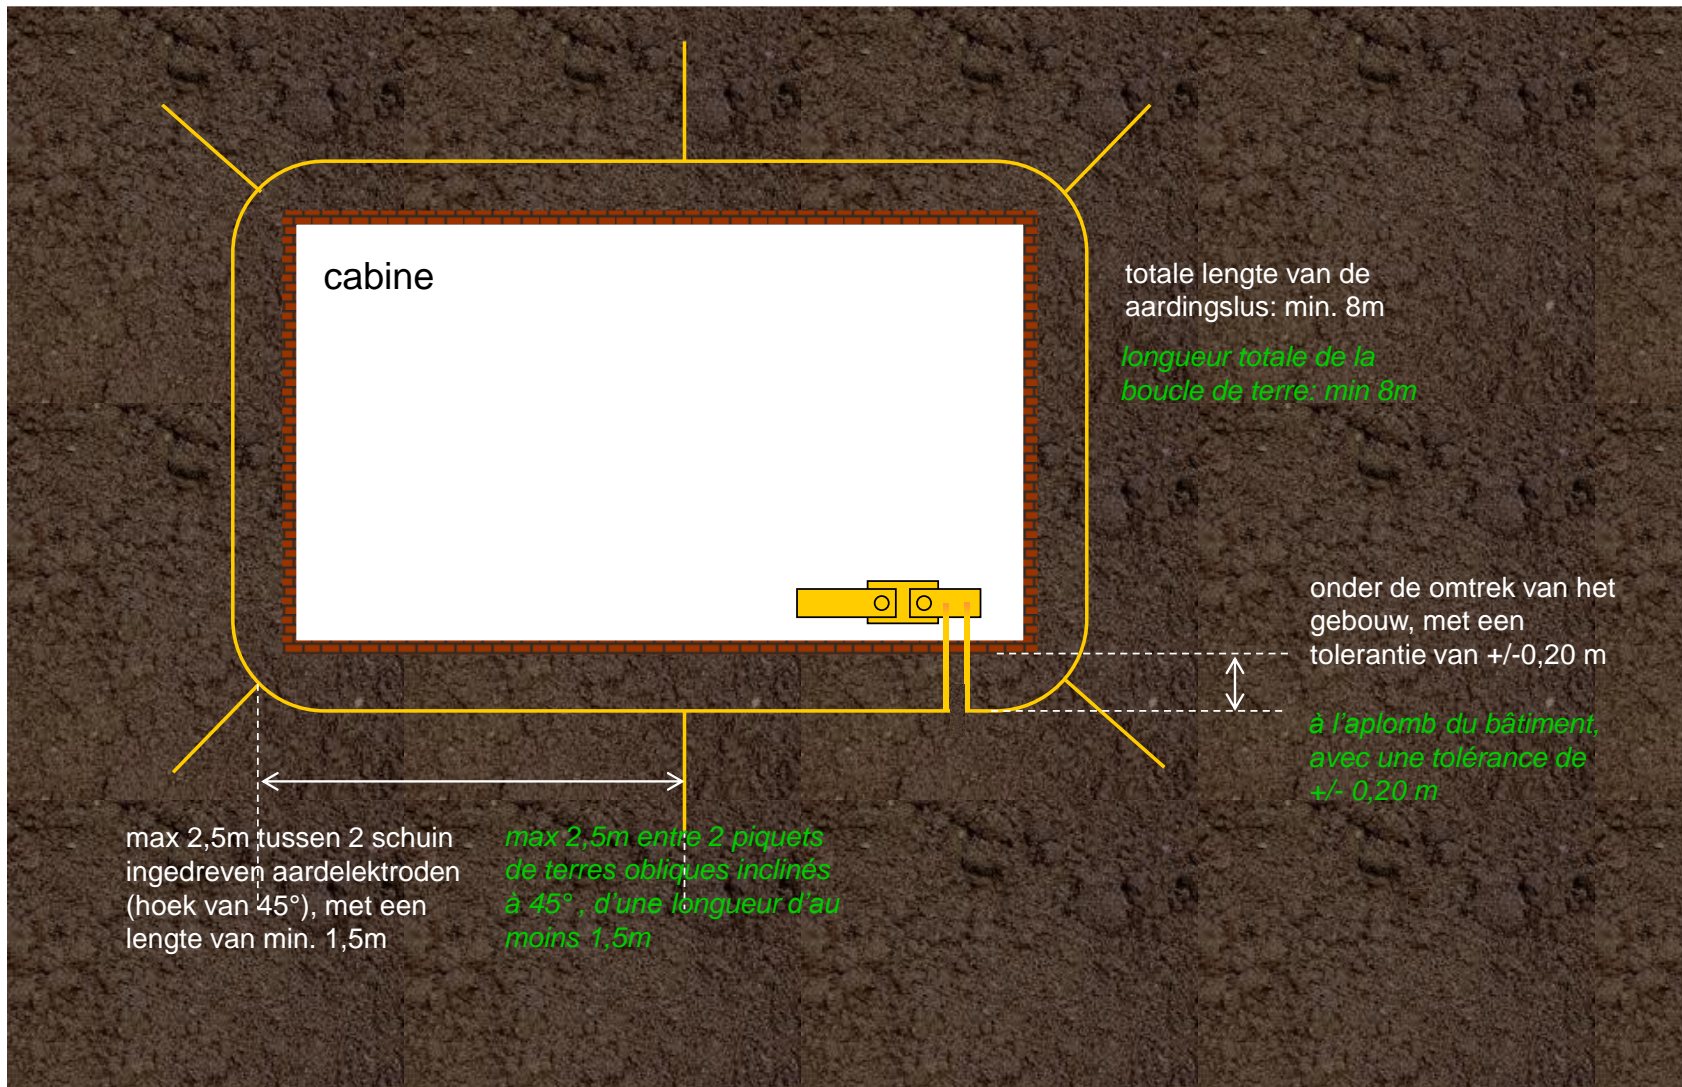 cabine
totale lengte van de
aardingslus: min. 8m
longueur totale de la
boucle de terre: min 8m
onder de omtrek van het
gebouw, met een
tolerantie van +/-0,20 m
à l’aplomb du bâtiment,
avec une tolérance de
+/- 0,20 m
max 2,5m tussen 2 schuin
ingedreven aardelektroden
(hoek van 45°), met een
lengte van min. 1,5m
max 2,5m entre 2 piquets
de terres obliques inclinés
à 45° , d’une longueur d’au
moins 1,5m